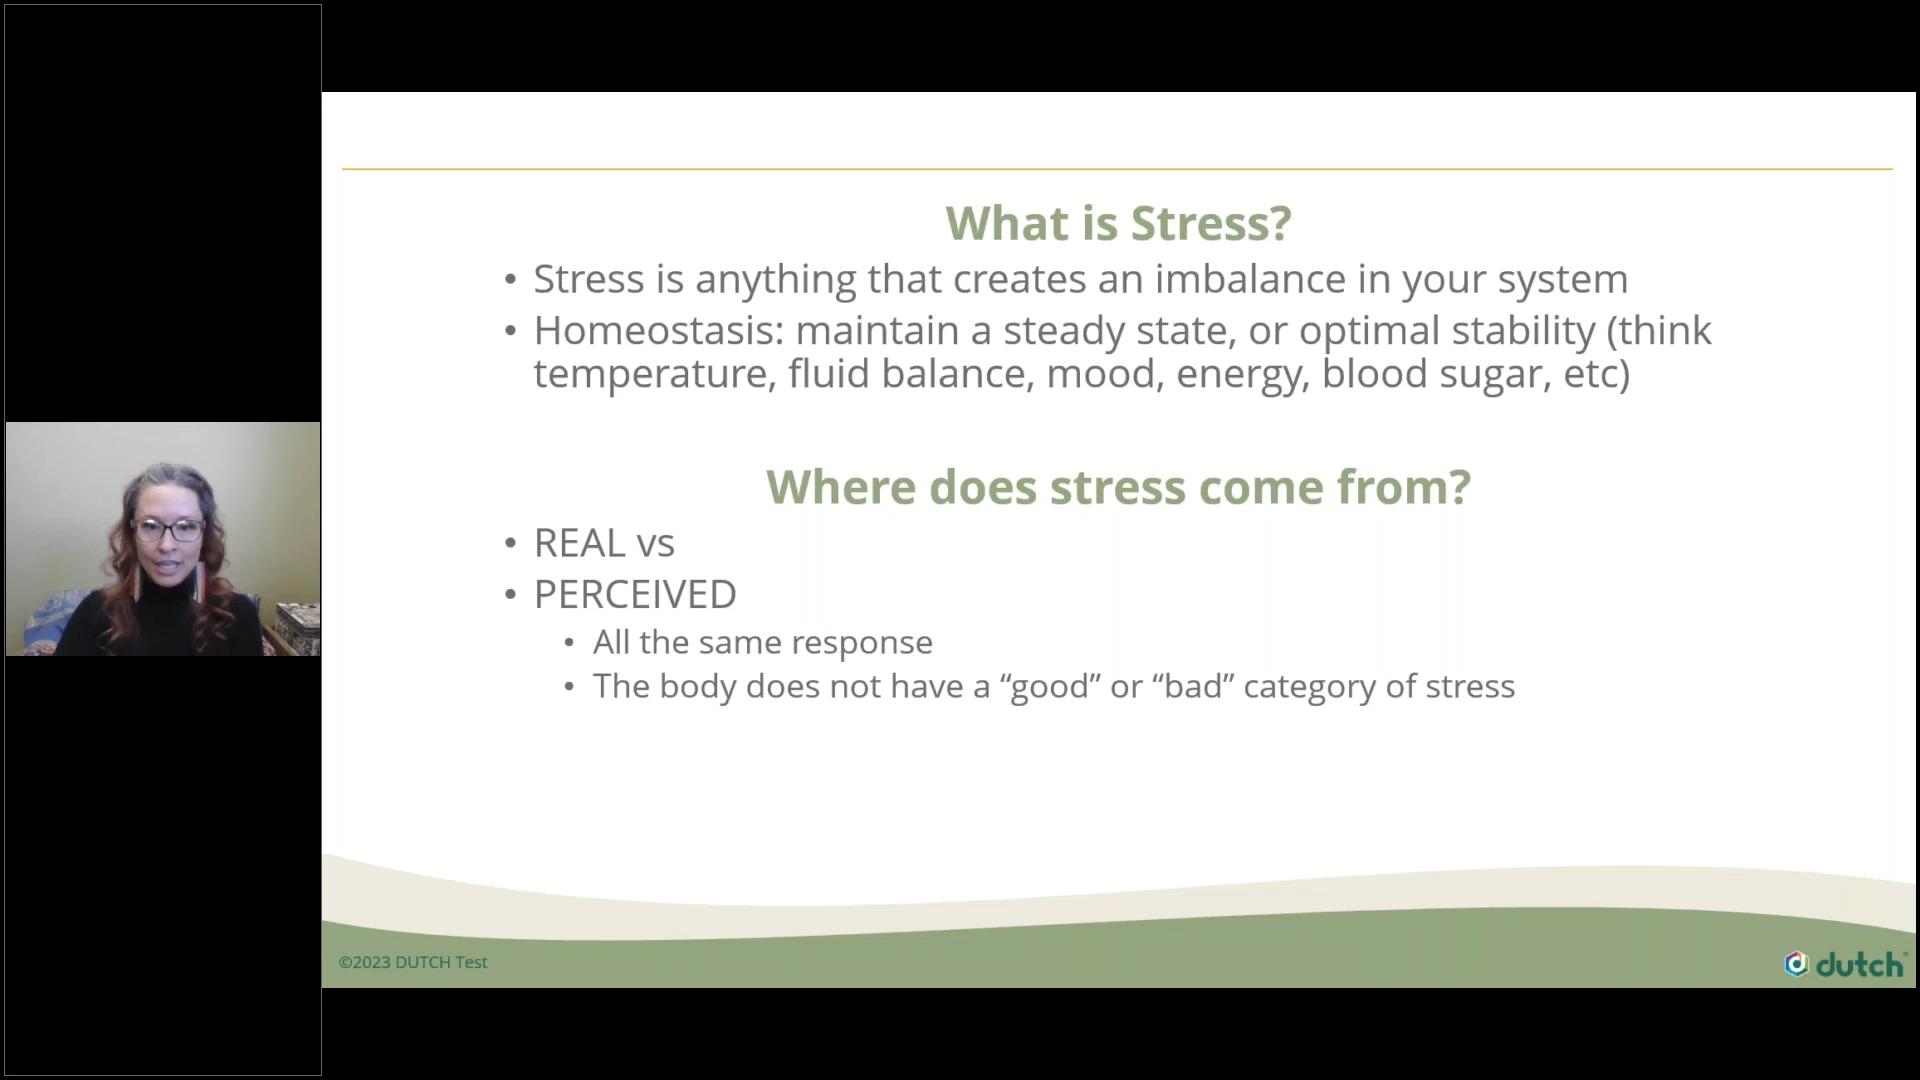 What is Stress?
• Stress is anything that creates an imbalance in your system
• Homeostasis: maintain a steady state, or optimal stability (think
temperature, fluid balance, mood, energy, blood sugar, etc)
Where does stress come from?
• REAL vs
• PERCEIVED
• All the same response
• The body does not have a “good” or “bad” category of stress
©2023 DUTCH Test
dutch